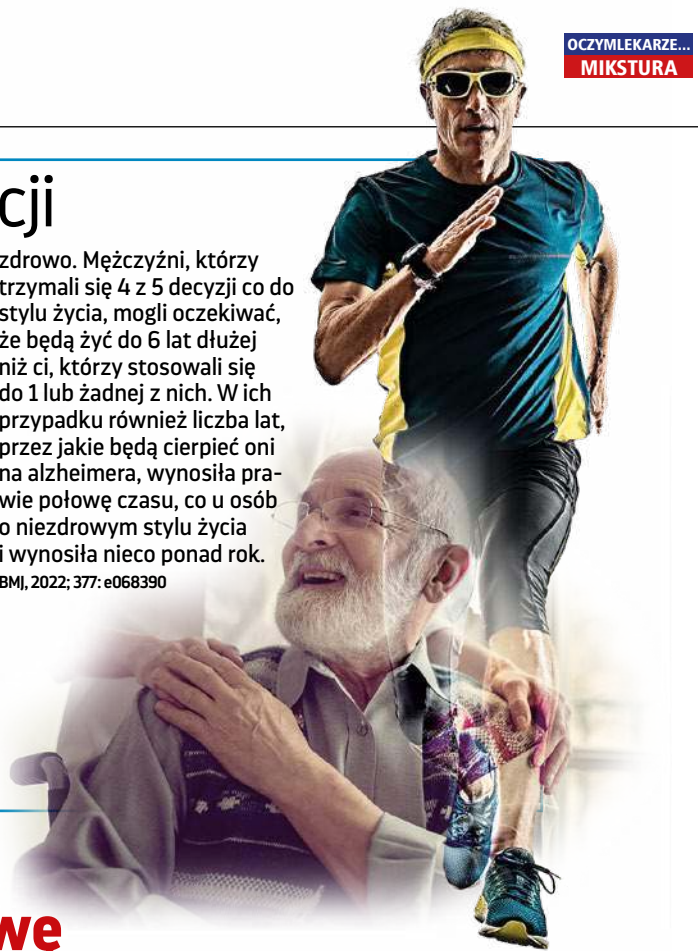 OCZYMLEKARZE...
MIKSTURA
cji
zdrowo. Mężczyźni, którzy
trzymali się 4 z 5 decyzji co do
stylu życia, mogli oczekiwać,
że będą żyć do 6 lat dłużej
niż ci, którzy stosowali się
do 1 lub żadnej z nich. W ich
przypadku również liczba lat,
przez jakie będą cierpieć oni
na alzheimera, wynosiła pra-
wie połowę czasu, co u osób
o niezdrowym stylu życia
i wynosiła nieco ponad rok.
BMJ, 2022; 377: e068390
we